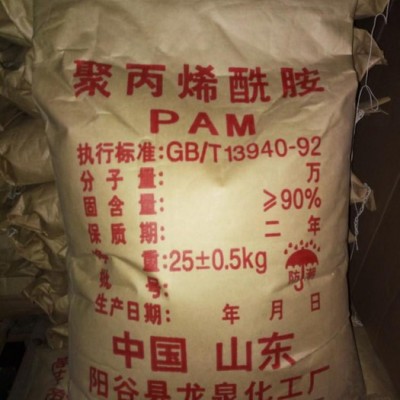 聚丙烯酰胺
PAM
执行标准:GB/T13940-92
分子量: 万
固含量: ≥90%
保质期: 二年
重:25±0.5kg
批号:
防潮
生产日期: 年 月 日
中国 山东
阳谷县龙泉化工厂